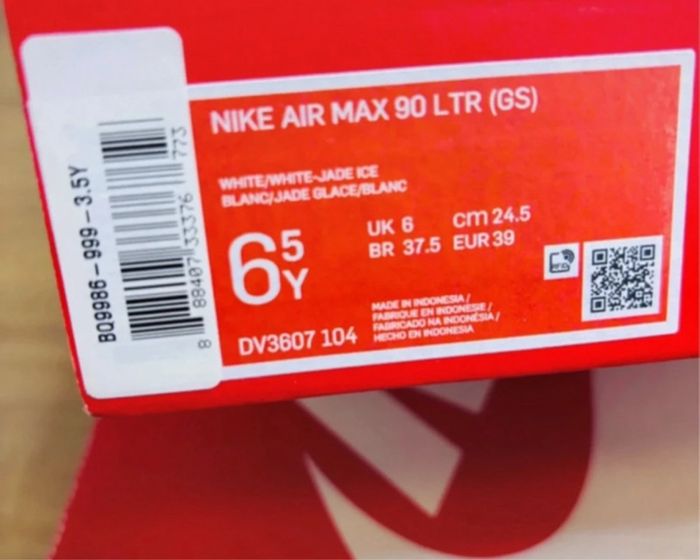 BQ9986-999-3.5Y
8 88407 33376 773
NIKE AIR MAX 90 LTR (GS)
WHITE/WHITE-JADE ICE
BLANC/JADE GLACE/BLANC
6 5 Y
UK 6 cm 24.5
BR 37.5 EUR 39
DV3607 104
MADE IN INDONESIA /
FABRIQUE EN INDONESIE /
FABRICADO NA INDONÉSIA /
HECHO EN INDONESIA